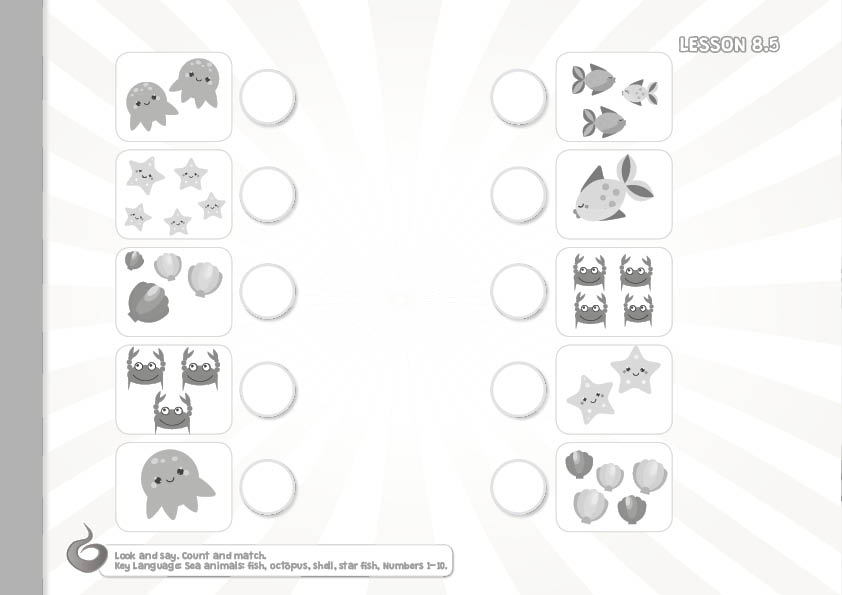 LESSON 8.5
Look and say. Count and match.
Key Language: Sea animals: fish, octopus, shell, star fish, Numbers 1-10.